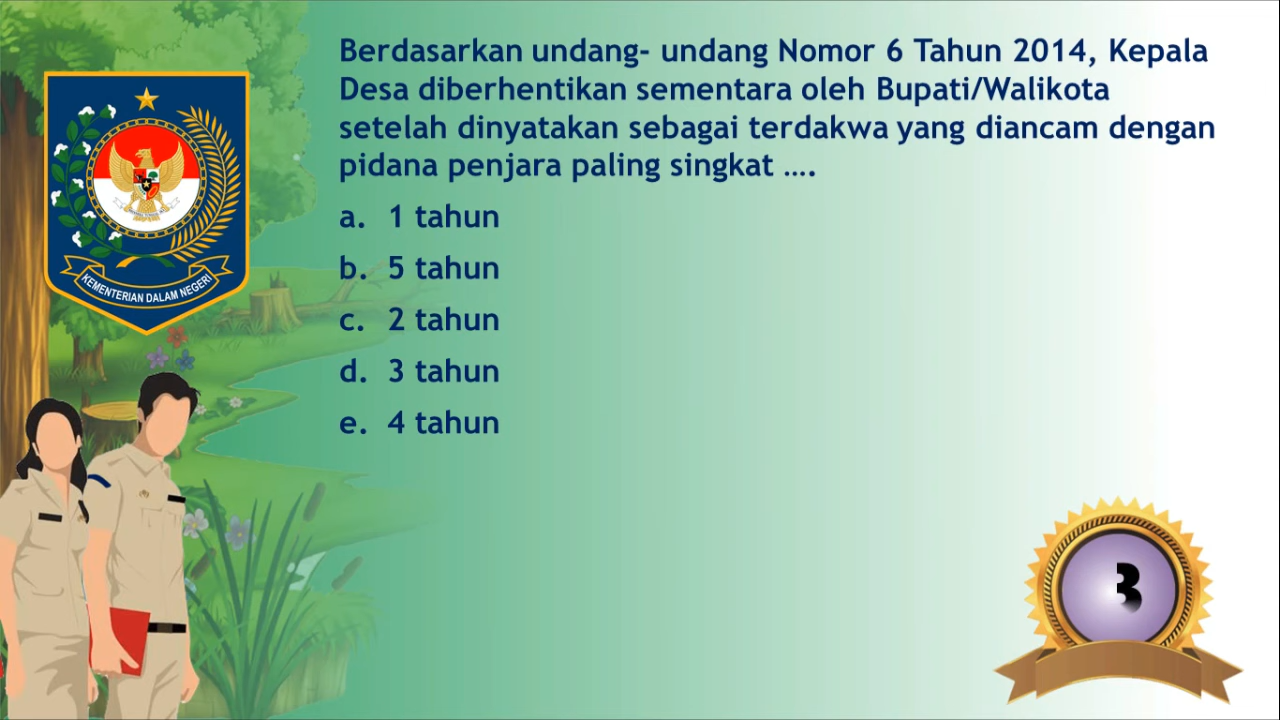 Berdasarkan undang- undang Nomor 6 Tahun 2014, Kepala
Desa diberhentikan sementara oleh Bupati/Walikota
setelah dinyatakan sebagai terdakwa yang diancam dengan
pidana penjara paling singkat ....
a. 1 tahun
b. 5 tahun
c. 2 tahun
d. 3 tahun
e. 4 tahun
KEMENTERIAN DALAM NEGERI
3